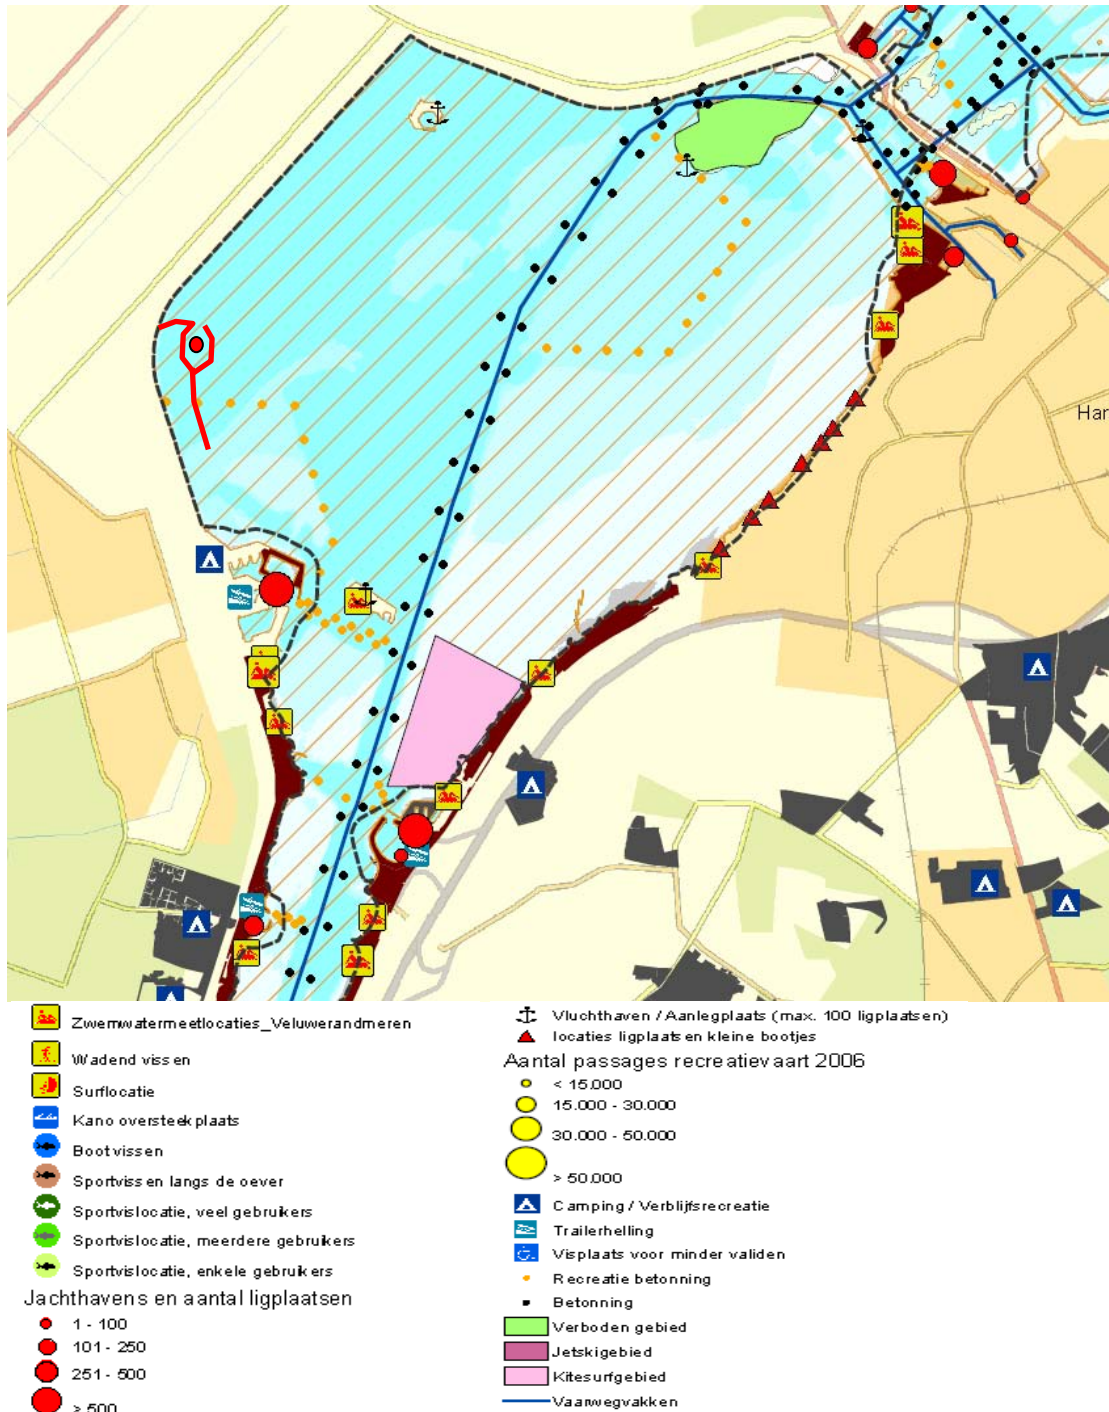 Har
Zwemwatermeetlocaties_Veluwerandmeren
Wadend vissen
Surflocatie
Kano oversteekplaats
Bootvissen
Sportvissen langs de oever
Sportvislocatie, veel gebruikers
Sportvislocatie, meerdere gebruikers
Sportvislocatie, enkele gebruikers
Jachthavens en aantal ligplaatsen
1 - 100
101 - 250
251 - 500
> 500
Vluchthaven / Aanlegplaats (max. 100 ligplaatsen)
locaties ligplaatsen kleine bootjes
Aantal passages recreatievaart 2006
< 15.000
15.000 - 30.000
30.000 - 50.000
> 50.000
Camping / Verblijfsrecreatie
Trailerhelling
Visplaats voor minder validen
Recreatie betonning
Betonning
Verboden gebied
Jetskigebied
Kitesurfgebied
Vaarwegvakken